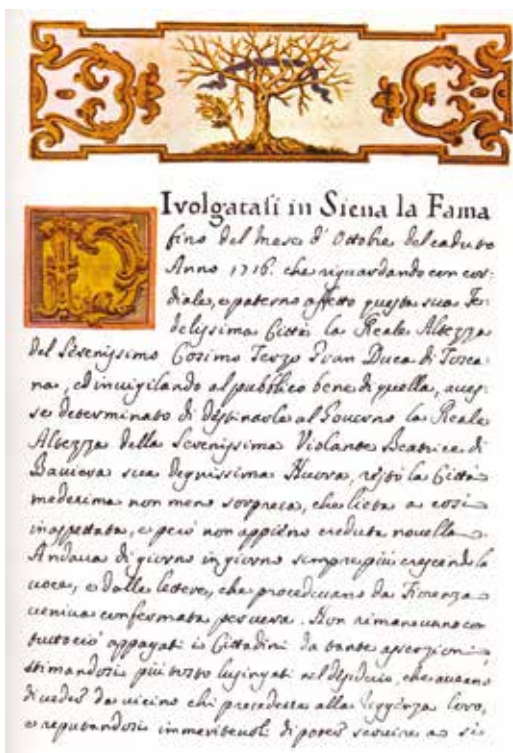 DIvolgatasi in Siena la Fama
fino del Mese d' Ottobre del caduto
Anno 1716. che riguardando con cor-
diale, e paterno affetto questa sua Fe-
delissima Città la Reale Altezza
del Serenissimo Cosimo Terzo Gran Duca di Tosca-
na, ed invigilando al pubblico bene di quella, aves-
se determinato di destinarle al Governo la Reale
Altezza della Serenissima Violante Beatrice di
Baviera sua degnissima Nuora, restò la Città
medesima non meno sorpresa, che lieta a così
inaspettata, e però non appieno creduta novella.
Andava di giorno in giorno sempre più crescendo la
voce, e dalle lettere, che procedevano da Fiorenza
veniva confermata per vera. Non rimanevano con
tuttociò appagati i Cittadini da tante asserzioni,
stimandosi più tosto lusingati nel desiderio, che aveano
di veder da vicino chi presedesse alla reggenza loro,
e reputandosi immeritevoli di poter servire a sì